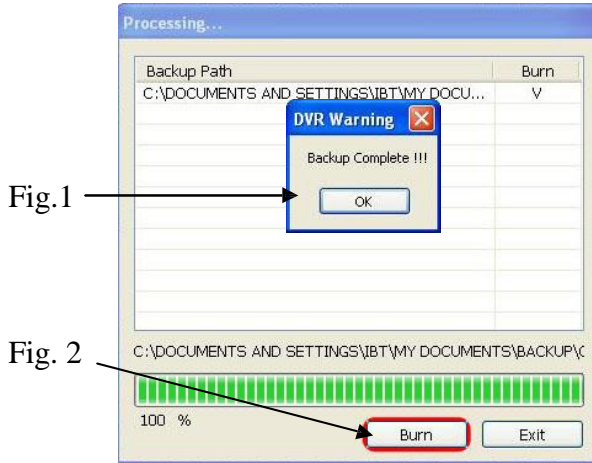 Processing...
Backup Path Burn
C:\DOCUMENTS AND SETTINGS\IBT\MY DOCU... V
DVR Warning
Backup Complete !!!
Fig.1
OK
Fig. 2
C:\DOCUMENTS AND SETTINGS\IBT\MY DOCUMENTS\BACKUP\C
100 %
Burn Exit